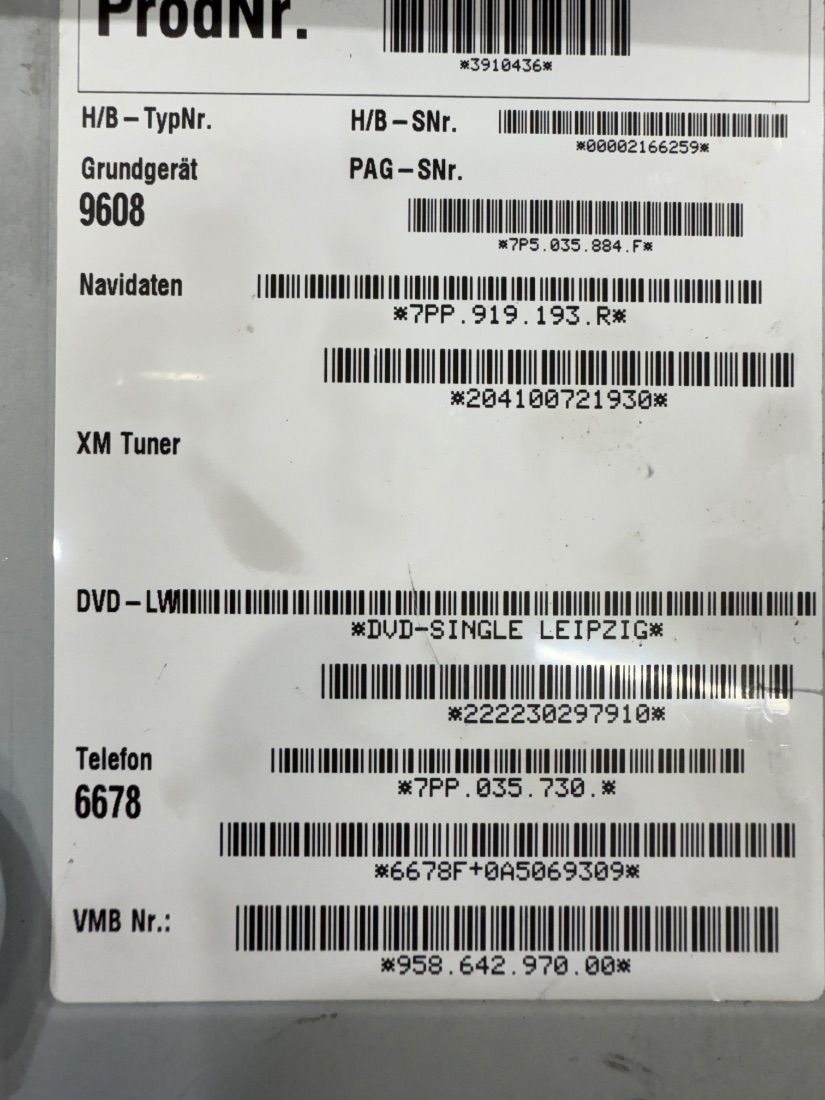 ProdNr.
*3910436*
H/B-TypNr. H/B-SNr.
*00002166259*
Grundgerät PAG-SNr.
9608
*7P5.035.884.F*
Navidaten
*7PP.919.193.R*
*204100721930*
XM Tuner
DVD-LW
*DVD-SINGLE LEIPZIG*
*222230297910*
Telefon
6678
*7PP.035.730.*
*6678F+0A5069309*
VMB Nr.:
*958.642.970.00*